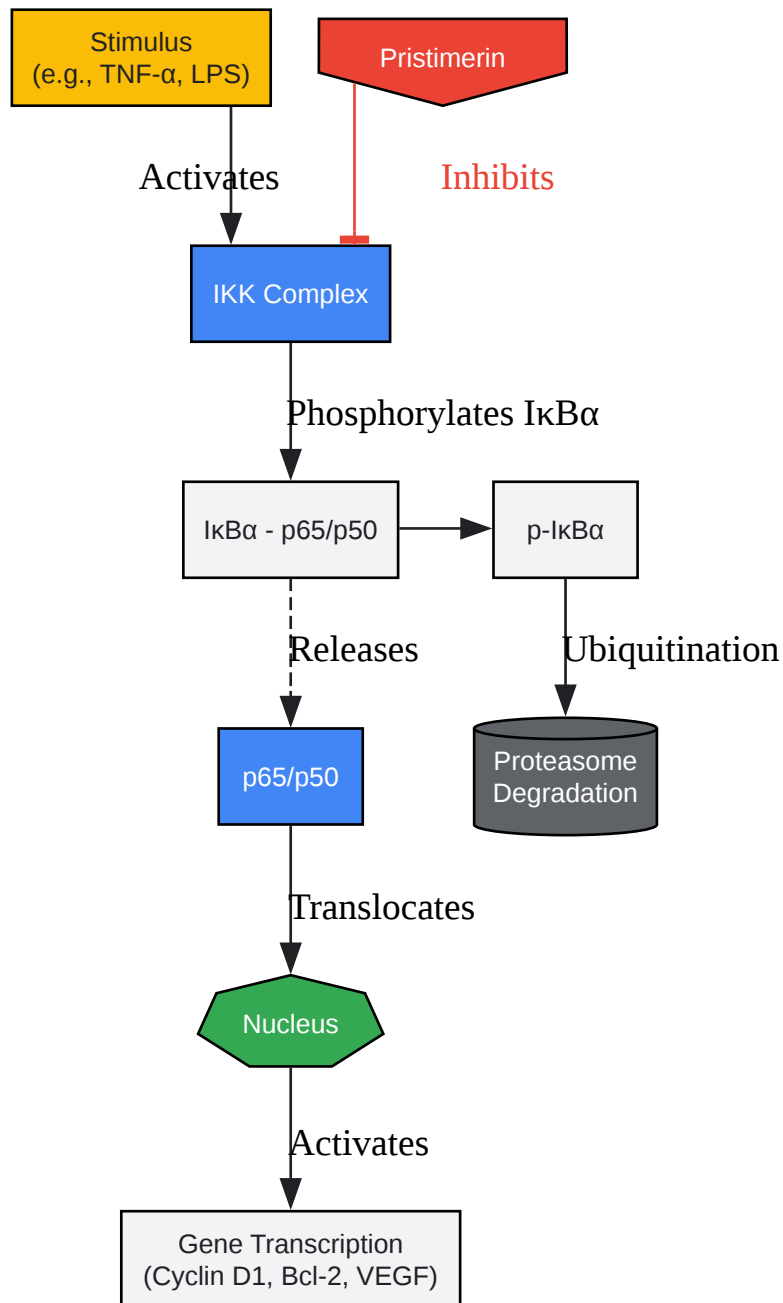 Stimulus
(e.g., TNF-α, LPS)
Pristimerin
Activates
Inhibits
IKK Complex
Phosphorylates IκBα
IκBα - p65/p50
p-IκBα
Releases
Ubiquitination
p65/p50
Proteasome
Degradation
Translocates
Nucleus
Activates
Gene Transcription
(Cyclin D1, Bcl-2, VEGF)